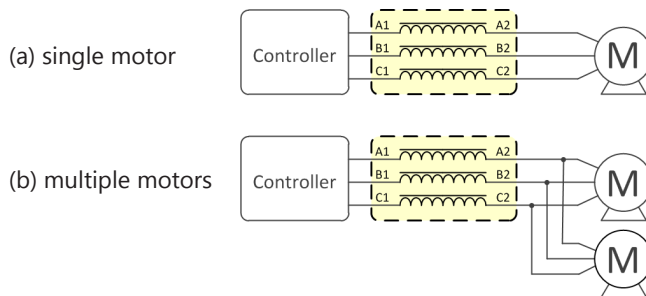 (a) single motor
Controller
A1 A2
B1 B2
C1 C2
M
(b) multiple motors
Controller
A1 A2
B1 B2
C1 C2
M
M